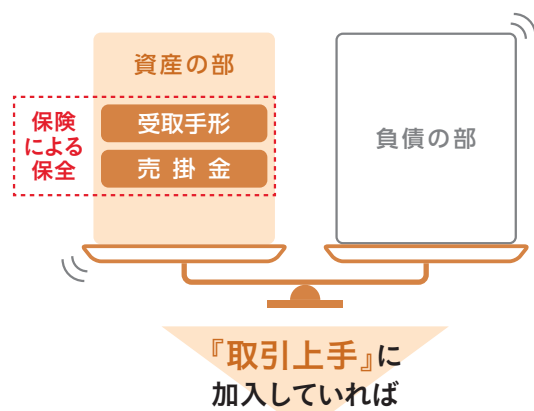 資産の部
保険
による
保全
受取手形
売掛金
負債の部
『取引上手』に
加入していれば